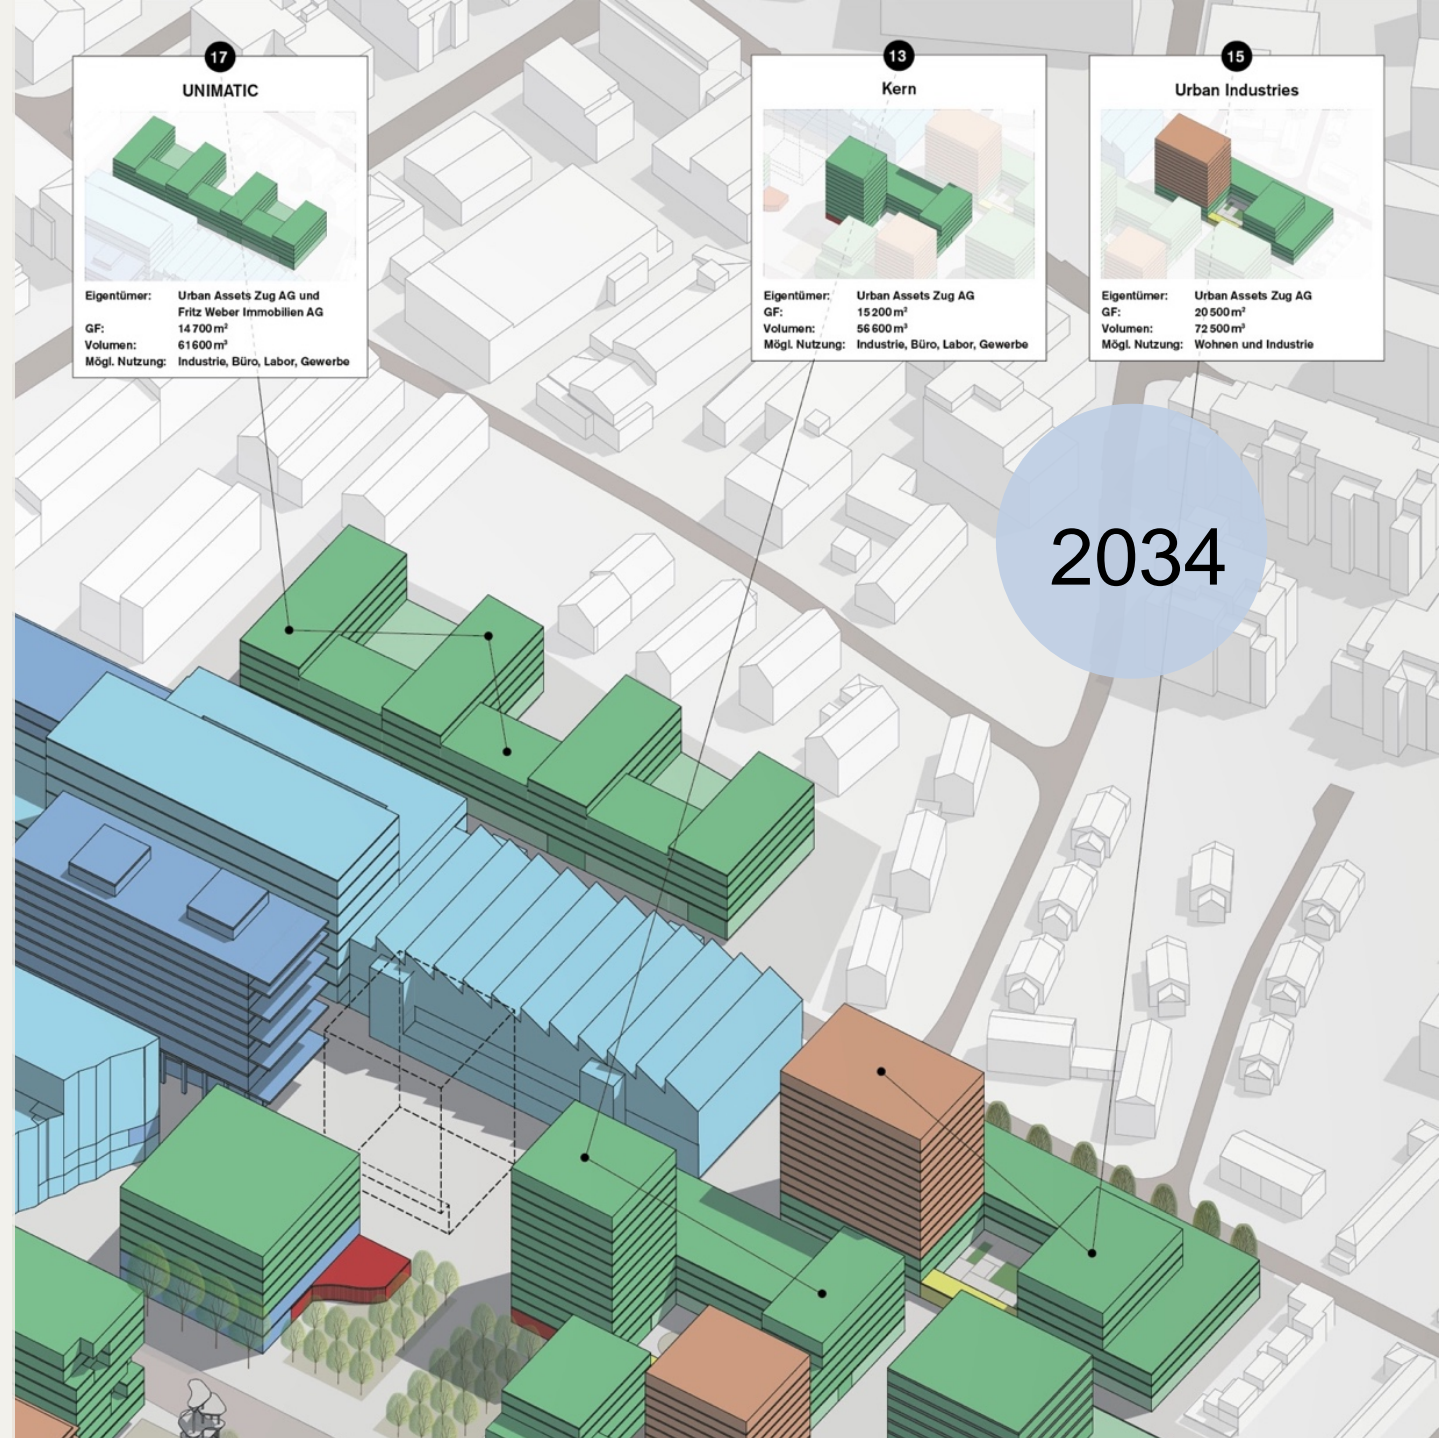 17
UNIMATIC
Eigentümer: Urban Assets Zug AG und
Fritz Weber Immobilien AG
GF: 14 700 m²
Volumen: 61 600 m³
Mögl. Nutzung: Industrie, Büro, Labor, Gewerbe
13
Kern
Eigentümer: Urban Assets Zug AG
GF: 15 200 m²
Volumen: 56 600 m³
Mögl. Nutzung: Industrie, Büro, Labor, Gewerbe
15
Urban Industries
Eigentümer: Urban Assets Zug AG
GF: 20 500 m²
Volumen: 72 500 m³
Mögl. Nutzung: Wohnen und Industrie
2034